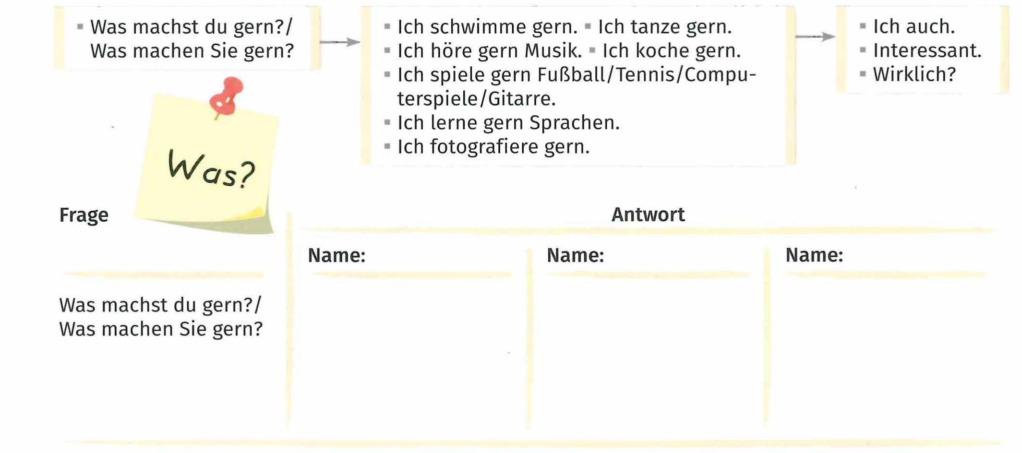 ▪ Was machst du gern?/
Was machen Sie gern?
▪ Ich schwimme gern. ▪ Ich tanze gern.
▪ Ich höre gern Musik. ▪ Ich koche gern.
▪ Ich spiele gern Fußball/Tennis/Compu-
terspiele/Gitarre.
▪ Ich lerne gern Sprachen.
▪ Ich fotografiere gern.
▪ Ich auch.
▪ Interessant.
▪ Wirklich?
Was?
Frage
Antwort
Name:
Name:
Name:
Was machst du gern?/
Was machen Sie gern?